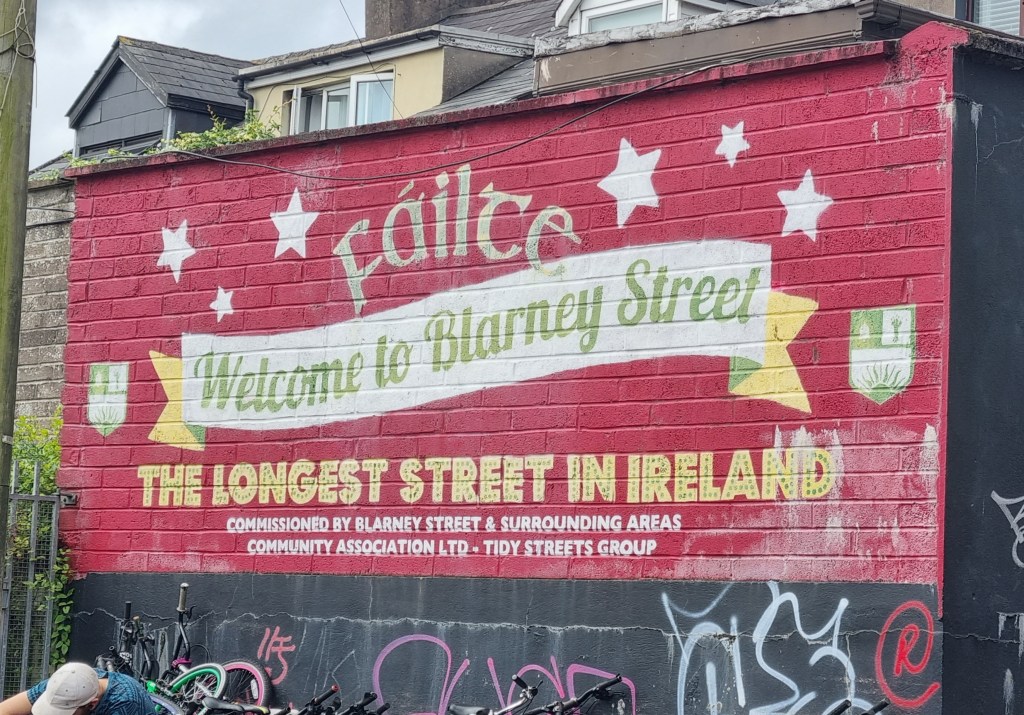 Fáilte
Welcome to Blarney Street
THE LONGEST STREET IN IRELAND
COMMISSIONED BY BLARNEY STREET & SURROUNDING AREAS
COMMUNITY ASSOCIATION LTD - TIDY STREETS GROUP
R